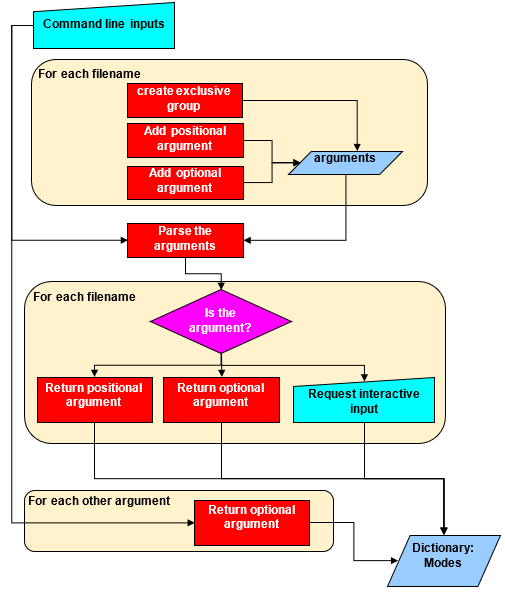 Command line inputs
For each filename
create exclusive
group
Add positional
argument
arguments
Add optional
argument
Parse the
arguments
For each filename
Is the
argument?
Return positional
argument
Return optional
argument
Request interactive
input
For each other argument
Return optional
argument
Dictionary:
Modes